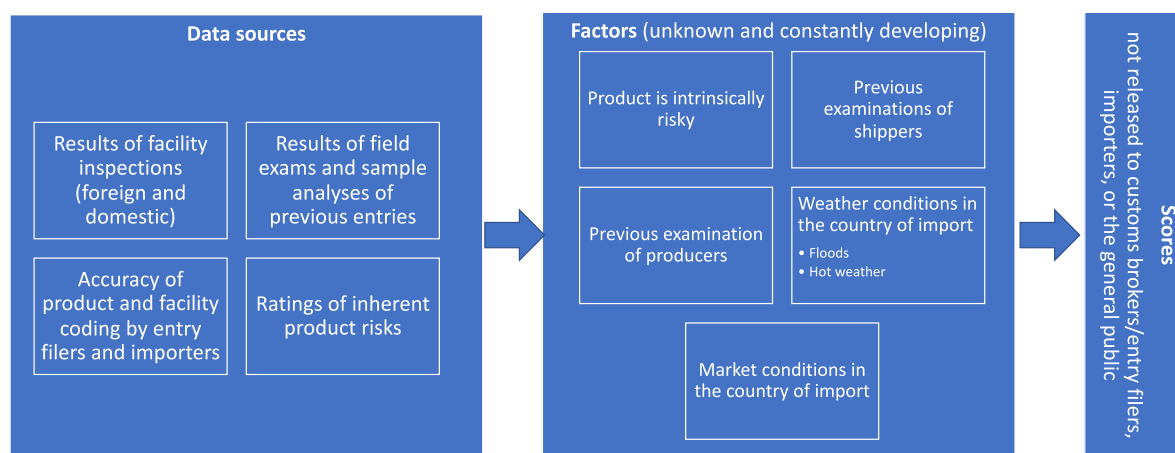 Data sources
Results of facility
inspections
(foreign and
domestic)
Results of field
exams and sample
analyses of
previous entries
Accuracy of
product and facility
coding by entry
filers and importers
Ratings of inherent
product risks
Factors (unknown and constantly developing)
Product is intrinsically
risky
Previous
examinations of
shippers
Previous examination
of producers
Weather conditions in
the country of import
• Floods
• Hot weather
Market conditions in
the country of import
Scores
not released to customs brokers/entry filers,
importers, or the general public